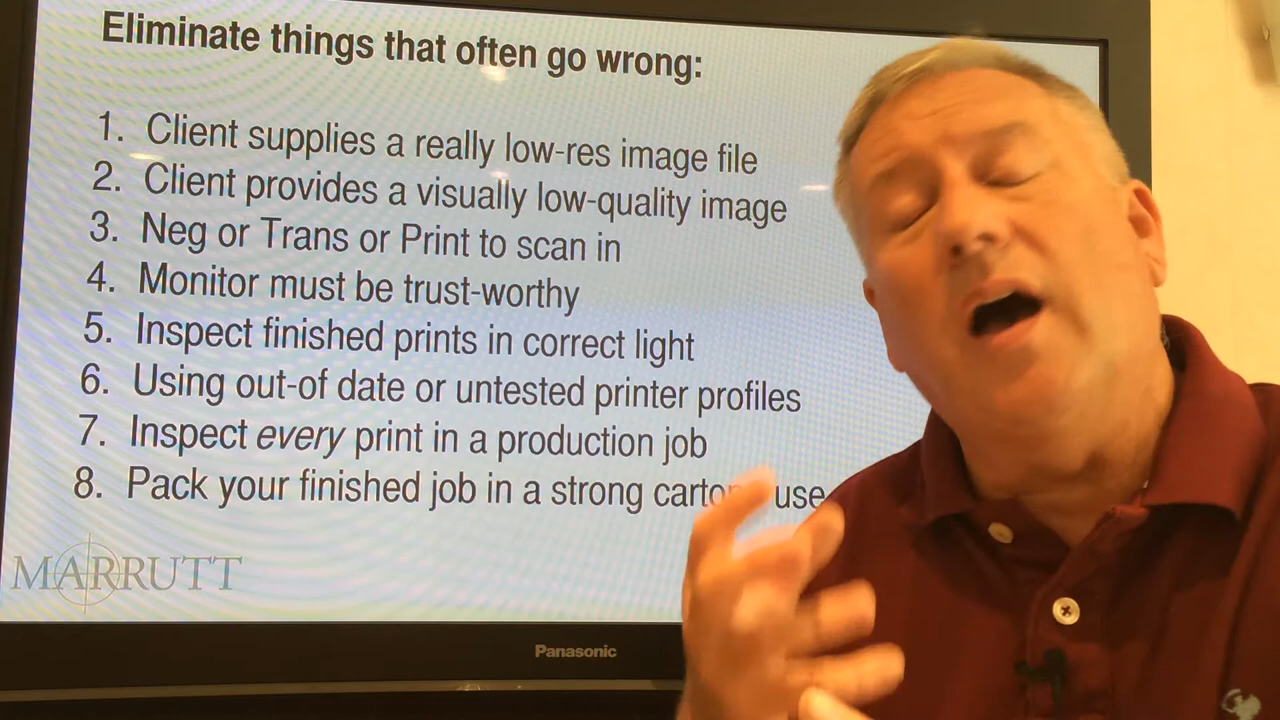 Eliminate things that often go wrong:
1. Client supplies a really low-res image file
2. Client provides a visually low-quality image
3. Neg or Trans or Print to scan in
4. Monitor must be trust-worthy
5. Inspect finished prints in correct light
6. Using out-of date or untested printer profiles
7. Inspect every print in a production job
8. Pack your finished job in a strong use
MARRUTT
Panasonic